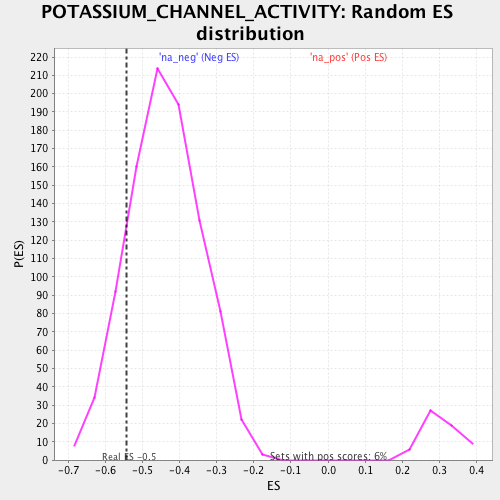 POTASSIUM_CHANNEL_ACTIVITY: Random ES
distribution
'na_neg' (Neg ES)
'na_pos' (Pos ES)
220
210
200
190
180
170
160
150
140
130
120
110
100
90
80
70
60
50
40
30
20
10
0
P(ES)
Real ES -0.5
Sets with pos scores: 6%
-0.7 -0.6 -0.5 -0.4 -0.3 -0.2 -0.1 0.0 0.1 0.2 0.3 0.4
ES